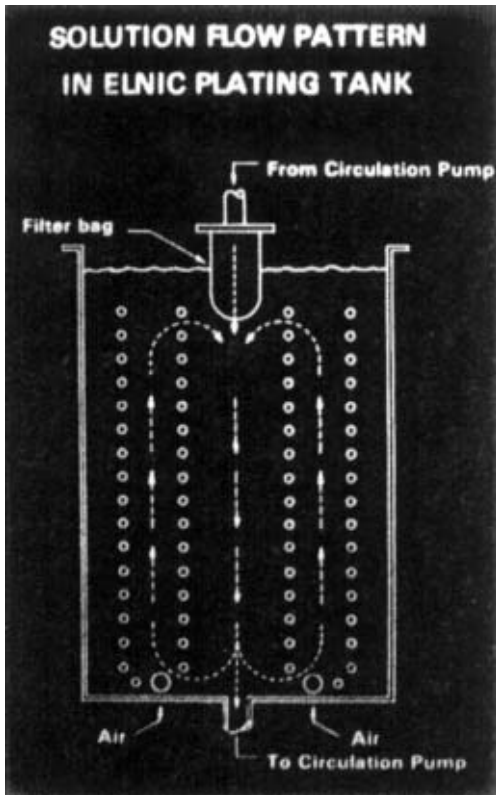 SOLUTION FLOW PATTERN
IN ELNIC PLATING TANK
From Circulation Pump
Filter bag
Air
Air
To Circulation Pump